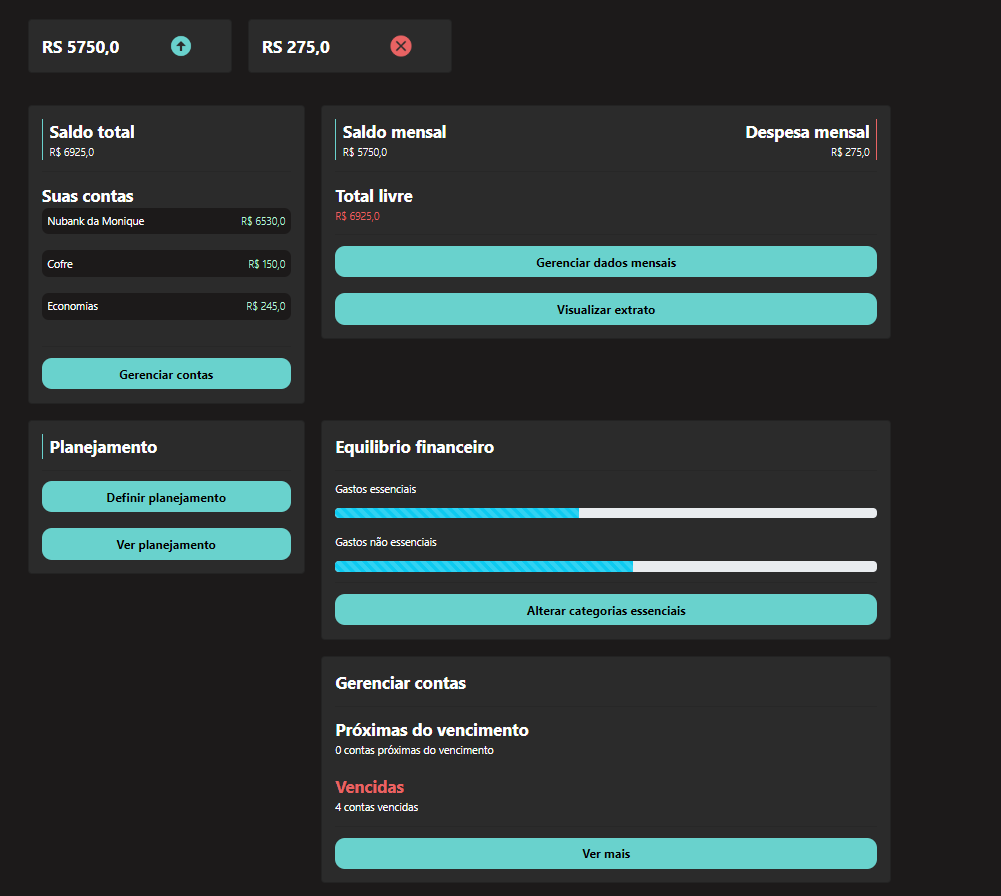 RS 5750,0
RS 275,0
Saldo total
R$ 6925,0
Suas contas
Nubank da Monique R$ 6530,0
Cofre R$ 150,0
Economias R$ 245,0
Gerenciar contas
Saldo mensal
R$ 5750,0
Despesa mensal
R$ 275,0
Total livre
R$ 6925,0
Gerenciar dados mensais
Visualizar extrato
Planejamento
Definir planejamento
Ver planejamento
Equilibrio financeiro
Gastos essenciais
Gastos não essenciais
Alterar categorias essenciais
Gerenciar contas
Próximas do vencimento
0 contas próximas do vencimento
Vencidas
4 contas vencidas
Ver mais